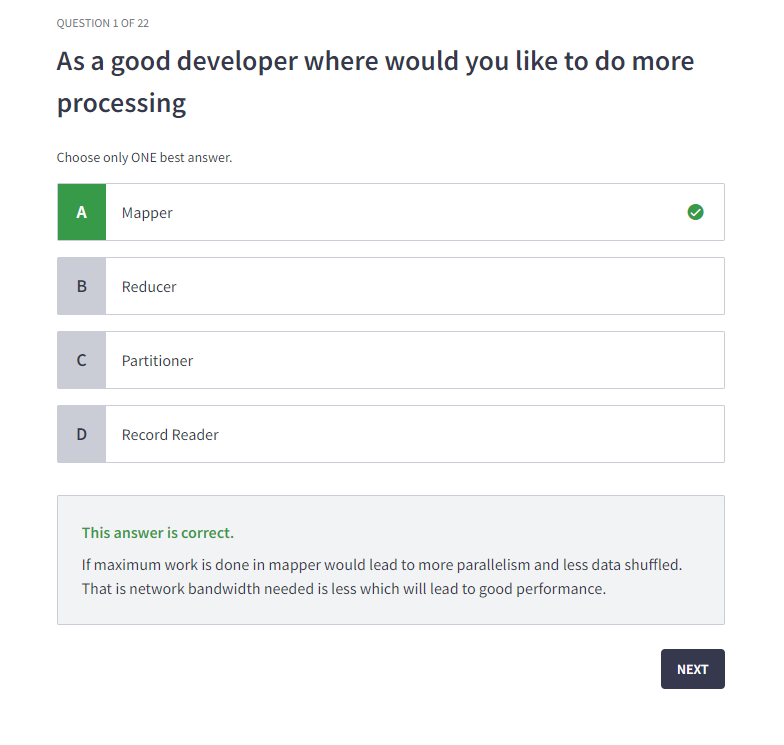 QUESTION 1 OF 22
As a good developer where would you like to do more
processing
Choose only ONE best answer.
A Mapper
B Reducer
C Partitioner
D Record Reader
This answer is correct.
If maximum work is done in mapper would lead to more parallelism and less data shuffled.
That is network bandwidth needed is less which will lead to good performance.
NEXT